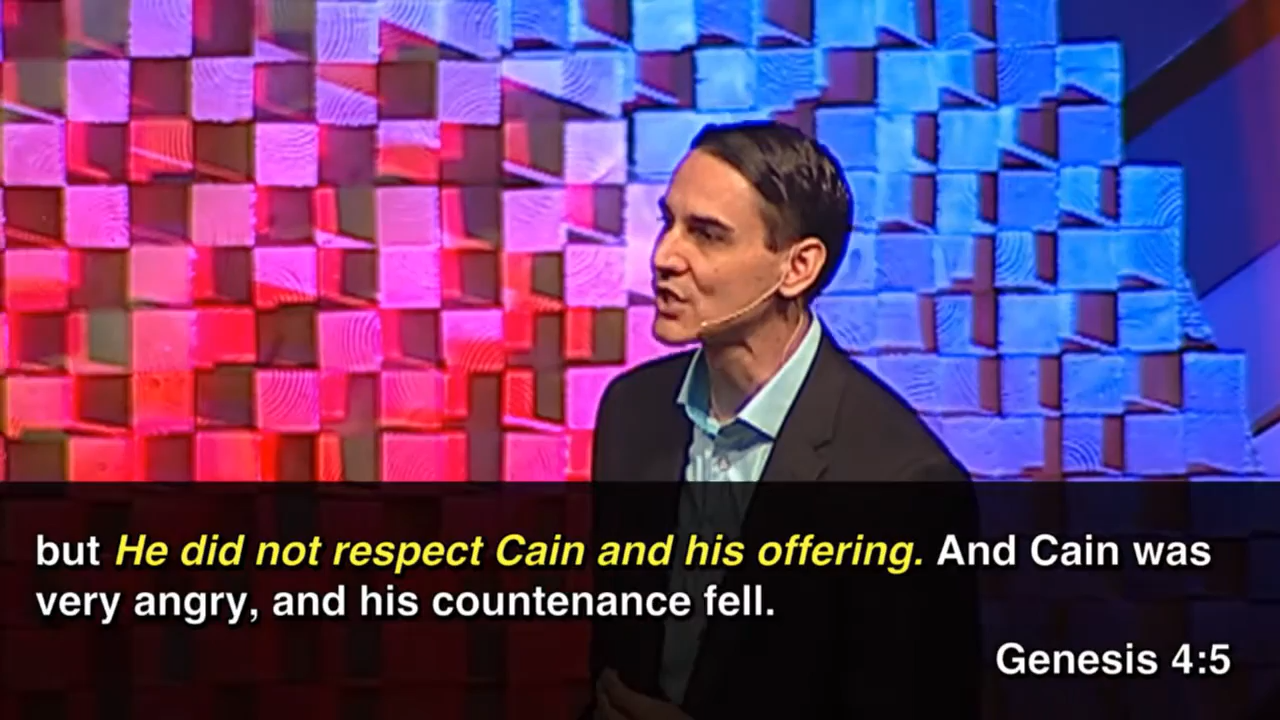 but He did not respect Cain and his offering. And Cain was
very angry, and his countenance fell.
Genesis 4:5